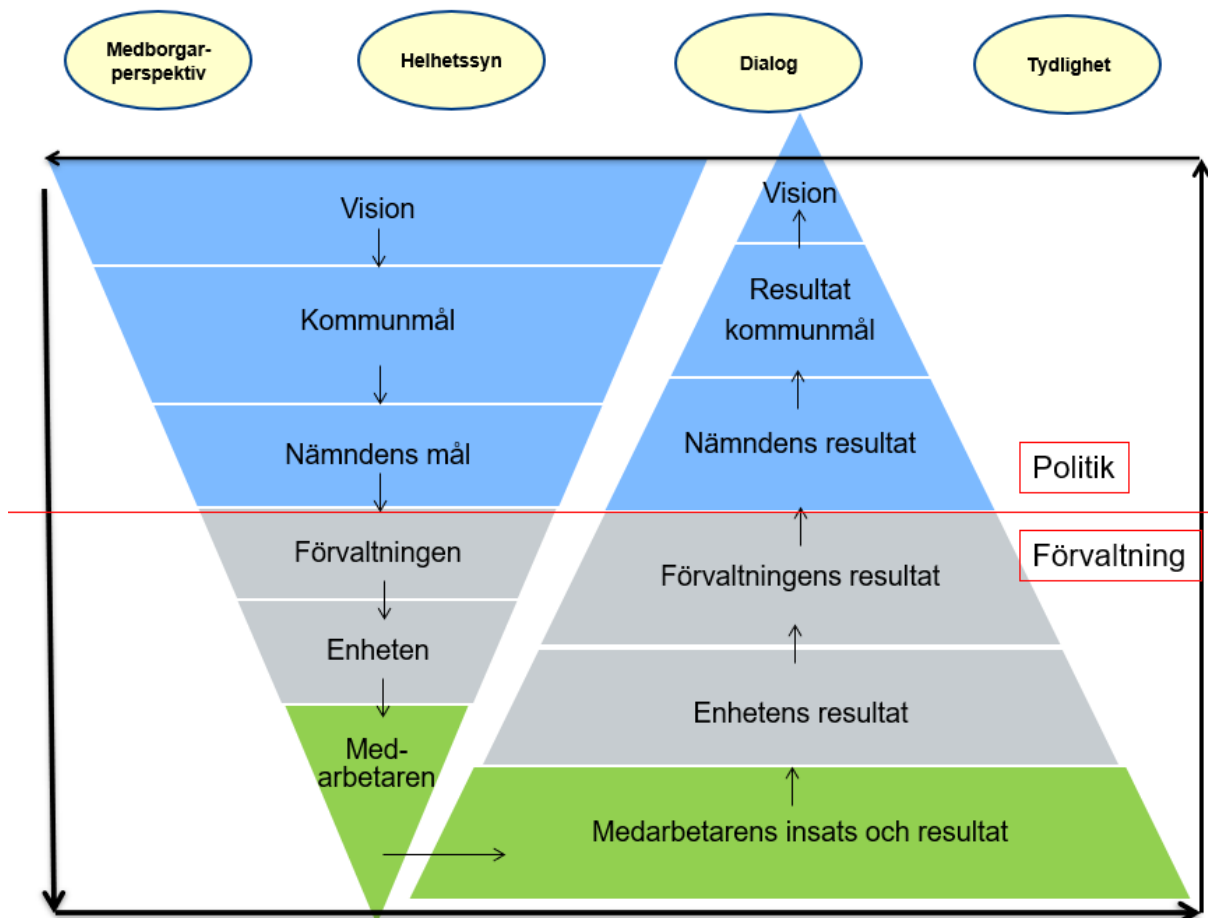 Medborgar-
perspektiv
Helhetssyn
Dialog
Tydlighet
Vision
Kommunmål
Nämndens mål
Förvaltningen
Enheten
Med-
arbetaren
Vision
Resultat
kommunmål
Nämndens resultat
Förvaltningens resultat
Enhetens resultat
Medarbetarens insats och resultat
Politik
Förvaltning